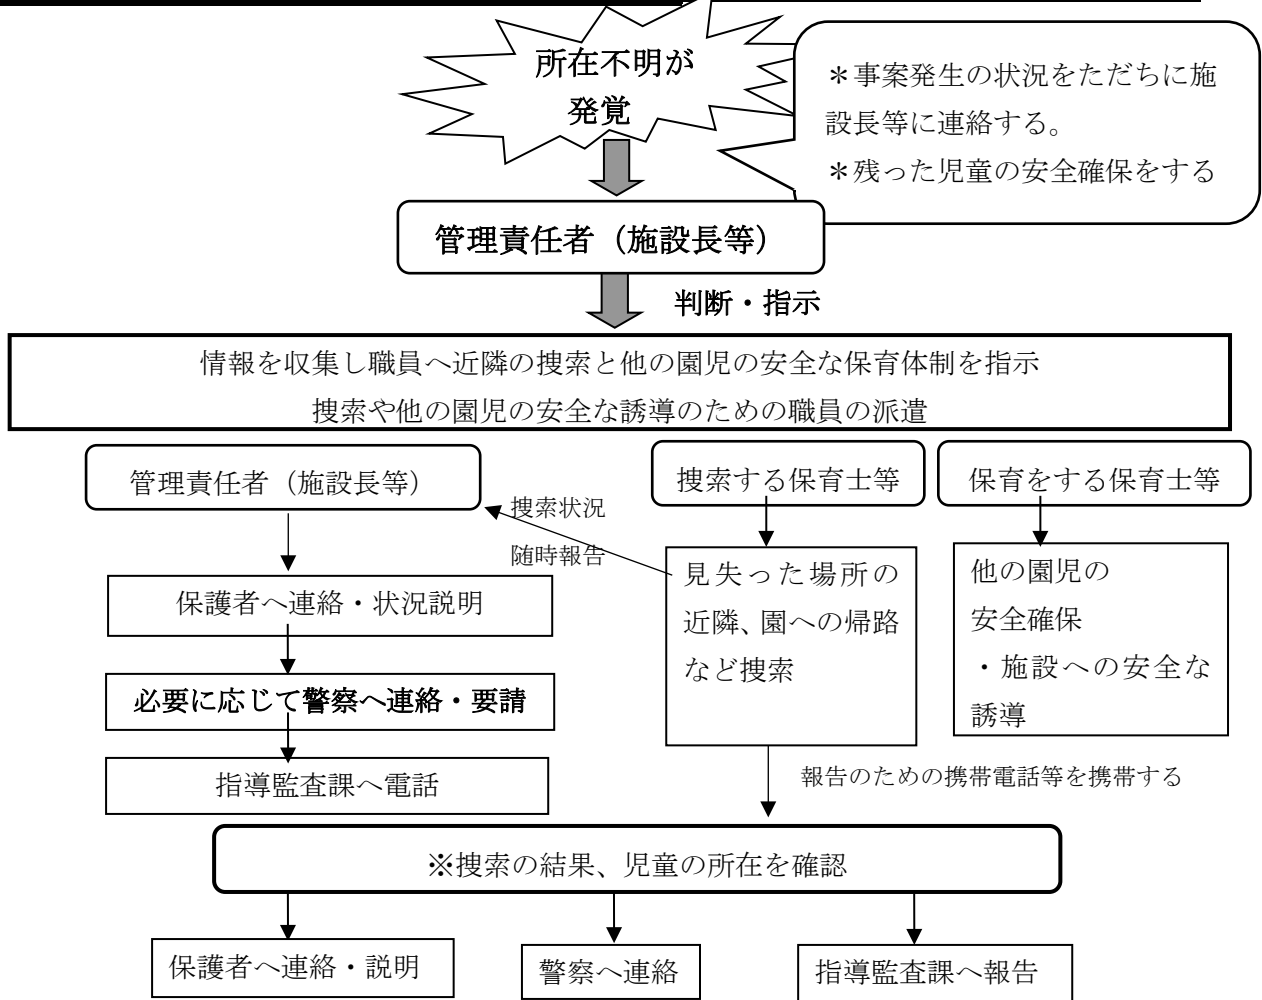 所在不明が
発覚
＊事案発生の状況をただちに施
設長等に連絡する。
＊残った児童の安全確保をする
管理責任者（施設長等）
判断・指示
情報を収集し職員へ近隣の捜索と他の園児の安全な保育体制を指示
捜索や他の園児の安全な誘導のための職員の派遣
管理責任者（施設長等）
捜索状況
随時報告
捜索する保育士等
保育をする保育士等
保護者へ連絡・状況説明
必要に応じて警察へ連絡・要請
指導監査課へ電話
見失った場所の
近隣、園への帰路
など捜索
他の園児の
安全確保
・施設への安全な
誘導
報告のための携帯電話等を携帯する
※捜索の結果、児童の所在を確認
保護者へ連絡・説明
警察へ連絡
指導監査課へ報告